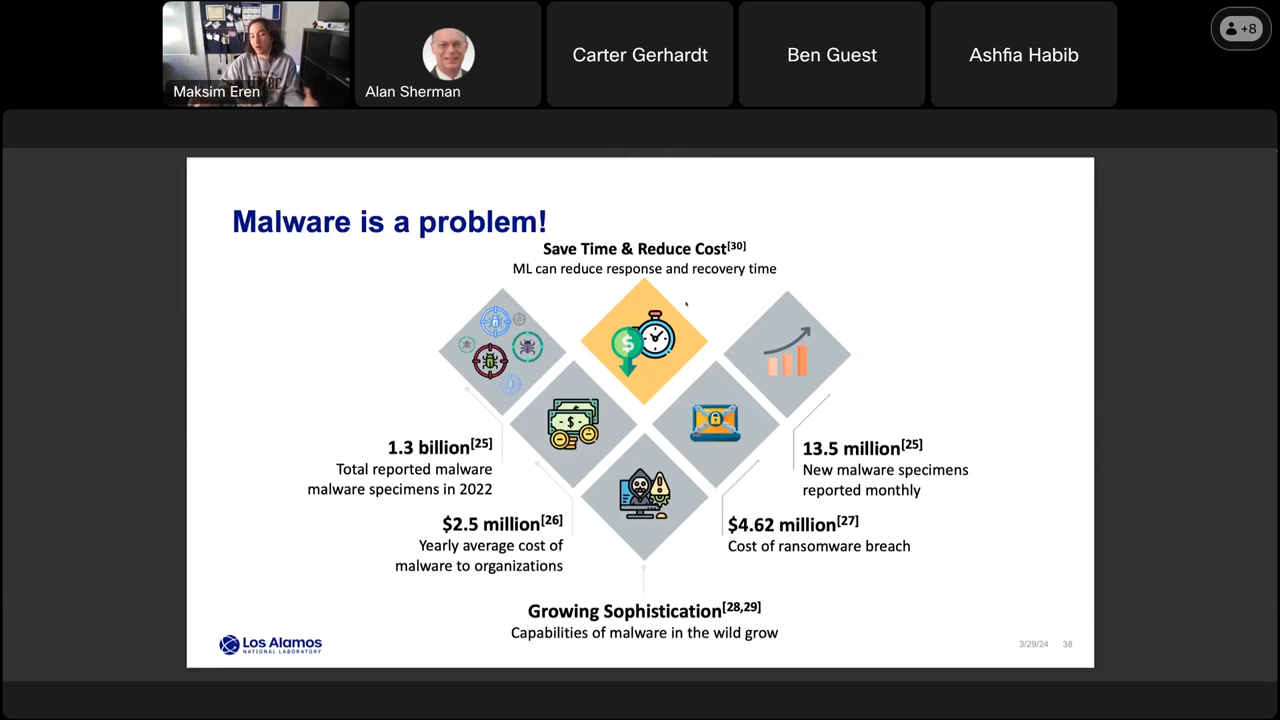 Maksim Eren
Alan Sherman
Carter Gerhardt
Ben Guest
Ashfia Habib
+8
Malware is a problem!
Save Time & Reduce Cost[30]
ML can reduce response and recovery time
1.3 billion[25]
Total reported malware
malware specimens in 2022
13.5 million[25]
New malware specimens
reported monthly
$2.5 million[26]
Yearly average cost of
malware to organizations
$4.62 million[27]
Cost of ransomware breach
Growing Sophistication[28,29]
Capabilities of malware in the wild grow
Los Alamos
NATIONAL LABORATORY
3/29/24 38